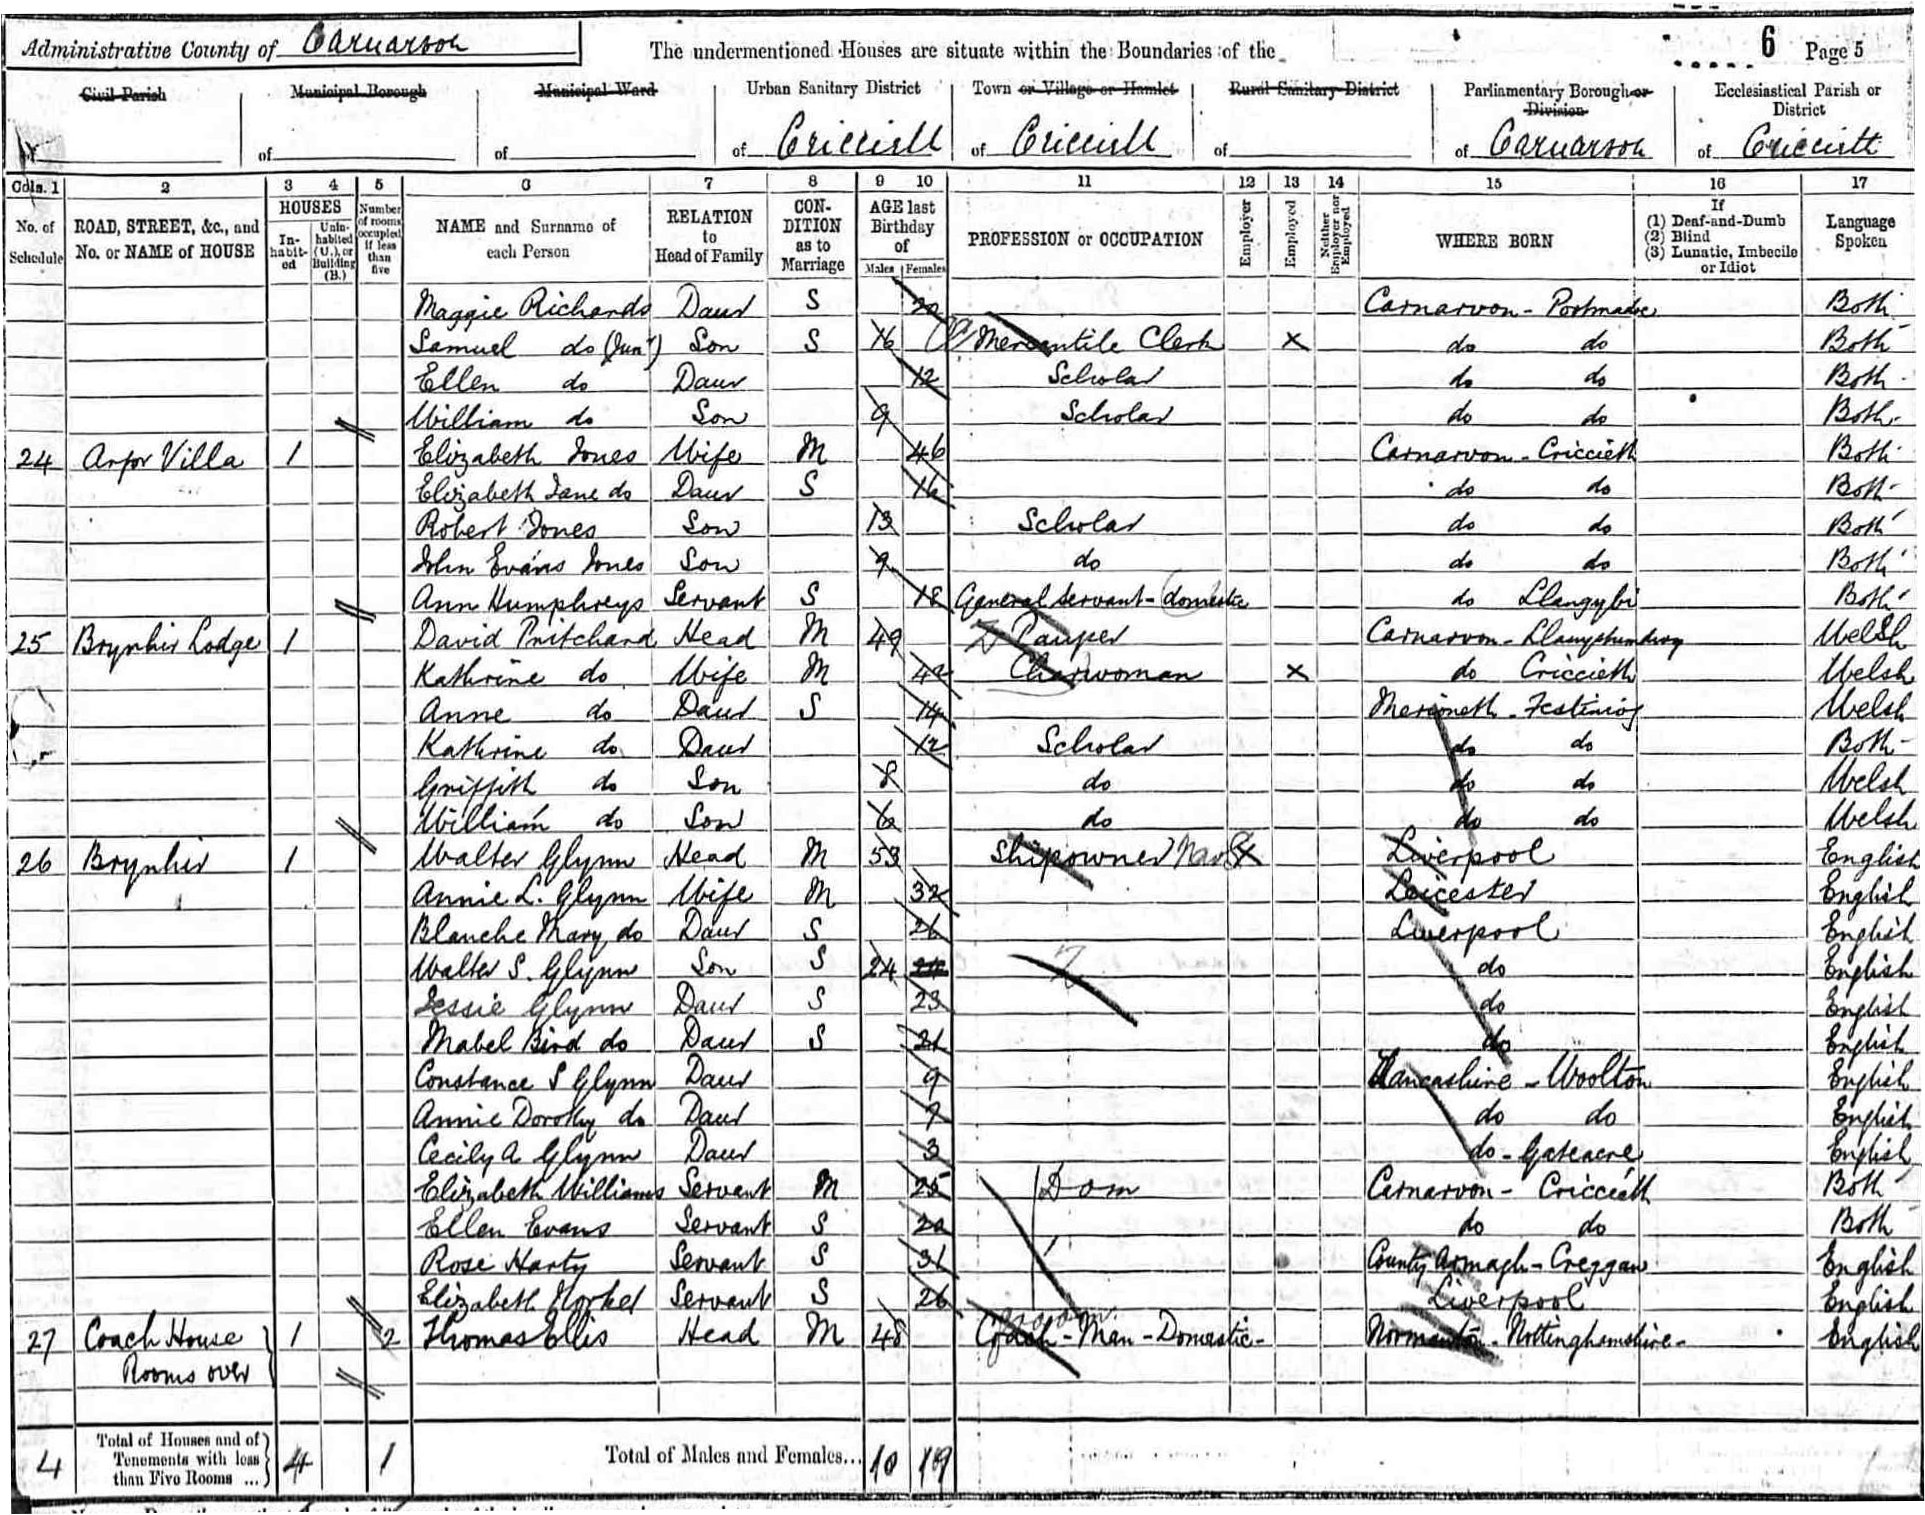 Administrative County of Carnarvon The undermentioned Houses are situate within the Boundaries of the 6 Page 5
Civil Parish Municipal Borough Municipal Ward Urban Sanitary District Town or Village or Hamlet Rural Sanitary District Parliamentary Borough or Division Ecclesiastical Parish or District
of of of Criccieth of Criccieth of of Carnarvon of Criccieth
Cols. 1 2 3 4 5 6 7 8 9 10 11 12 13 14 15 16 17
No. of Schedule ROAD, STREET, &c., and No. or NAME of HOUSE HOUSES Inhabited Uninhabited (U.), or Building (B.) Number of rooms occupied if less than five NAME and Surname of each Person RELATION to Head of Family CONDITION as to Marriage AGE last Birthday of Males Females PROFESSION or OCCUPATION Employer Employed Neither Employer nor Employed WHERE BORN If (1) Deaf-and-Dumb (2) Blind (3) Lunatic, Imbecile or Idiot Language Spoken
Maggie Richards Daur S 20 Carnarvon - Portmadoc Both
Samuel do (Junr) Son S 16 Mercantile Clerk X do do Both
Ellen do Daur 12 Scholar do do Both
William do Son 9 Scholar do do Both
24 Arfor Villa 1 Elizabeth Jones Wife M 46 Carnarvon - Criccieth Both
Elizabeth Jane do Daur S 16 do do Both
Robert Jones Son 13 Scholar do do Both
John Evans Jones Son 9 do do do Both
Ann Humphreys Servant S 18 General Servant - (domestic do Llangybi Both
25 Brynhir Lodge 1 David Pritchard Head M 49 Pauper Carnarvon - Welsh
Kathrine do Wife M 42 Charwoman X do Criccieth Welsh
Anne do Daur S 14 Merioneth - Festiniog Welsh
Kathrine do Daur 12 Scholar do do Both
Griffith do Son 8 do do do Welsh
William do Son 6 do do do Welsh
26 Brynhir 1 Walter Glynn Head M 53 Shipowner X Liverpool English
Annie L. Glynn Wife M 32 Leicester English
Blanche Mary do Daur S 26 Liverpool English
Walter S. Glynn Son S 24 24 do English
Jessie Glynn Daur S 23 do English
Mabel Bird do Daur S 21 do English
Constance S Glynn Daur 9 Lancashire - Woolton English
Annie Dorothy do Daur 7 do do English
Cecily A Glynn Daur 3 do - Gateacre English
Elizabeth Williams Servant M 25 Dom Carnarvon - Criccieth Both
Ellen Evans Servant S 20 do do Both
Rose Harty Servant S 31 County Armagh - Creggan English
Elizabeth Servant S 26 Liverpool English
27 Coach House 1 2 Thomas Ellis Head M 48 Groom Coach - Man - Domestic - Normanton - Nottinghamshire - English
Rooms over
4 Total of Houses and of Tenements with less than Five Rooms ... 4 1 Total of Males and Females... 10 19